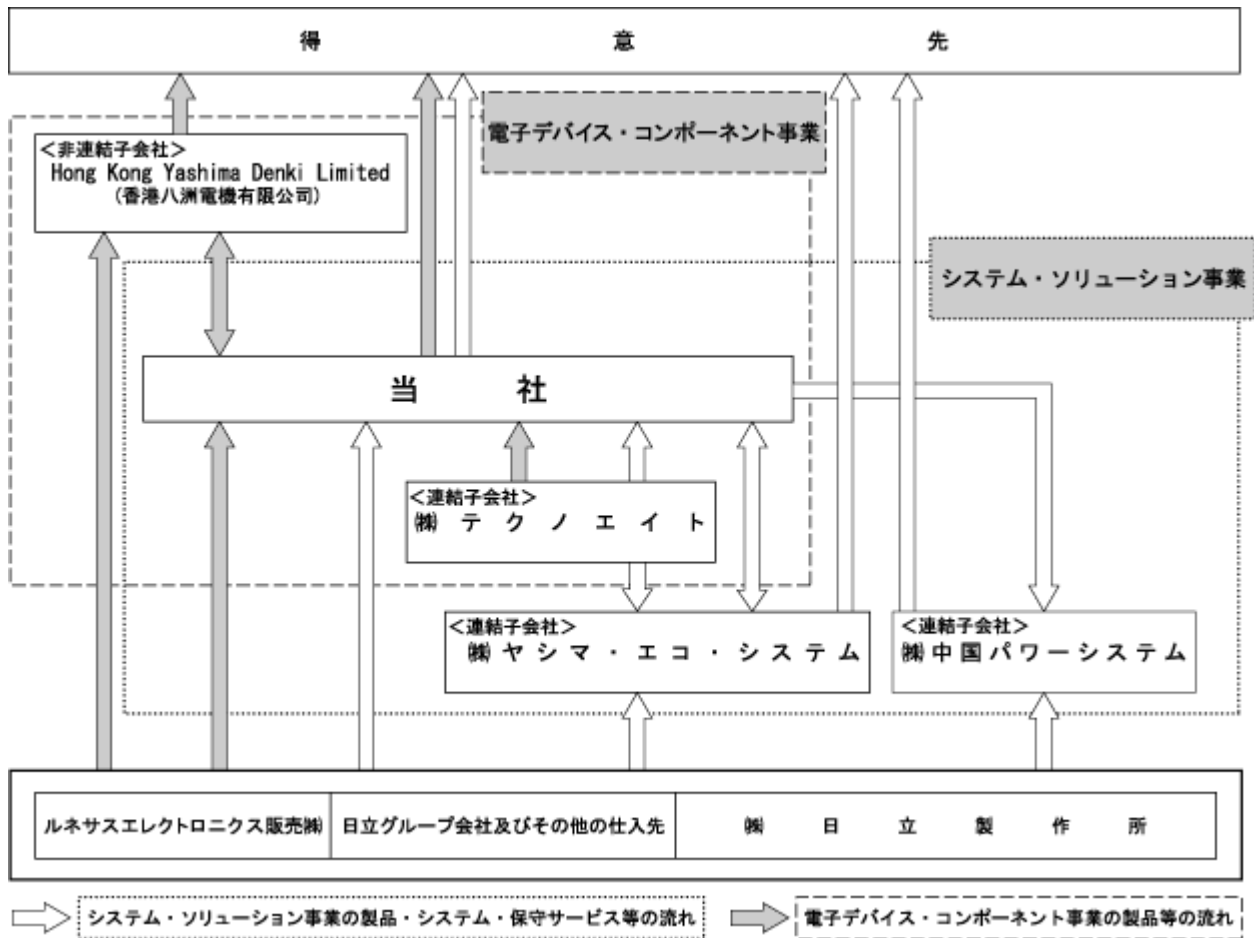 得意先
電子デバイス・コンポーネント事業
<非連結子会社>
Hong Kong Yashima Denki Limited
(香港八洲電機有限公司)
システム・ソリューション事業
当社
<連結子会社>
㈱テクノエイト
<連結子会社>
㈱ヤシマ・エコ・システム
<連結子会社>
㈱中国パワーシステム
ルネサスエレクトロニクス販売㈱
日立グループ会社及びその他の仕入先
㈱日立製作所
システム・ソリューション事業の製品・システム・保守サービス等の流れ
電子デバイス・コンポーネント事業の製品等の流れ